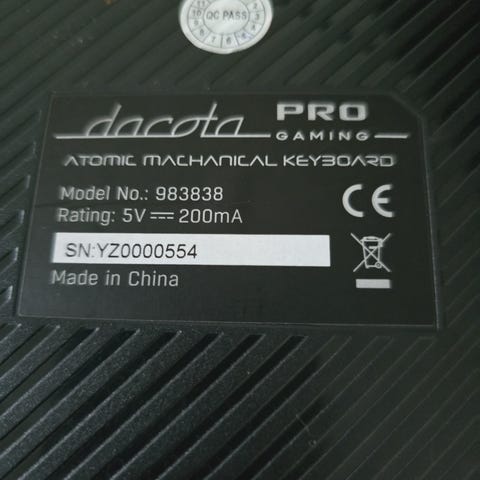 QC PASS
dacota PRO
GAMING
ATOMIC MACHANICAL KEYBOARD
Model No.: 983838
Rating: 5V ⎓ 200mA
CE
SN:YZ0000554
Made in China